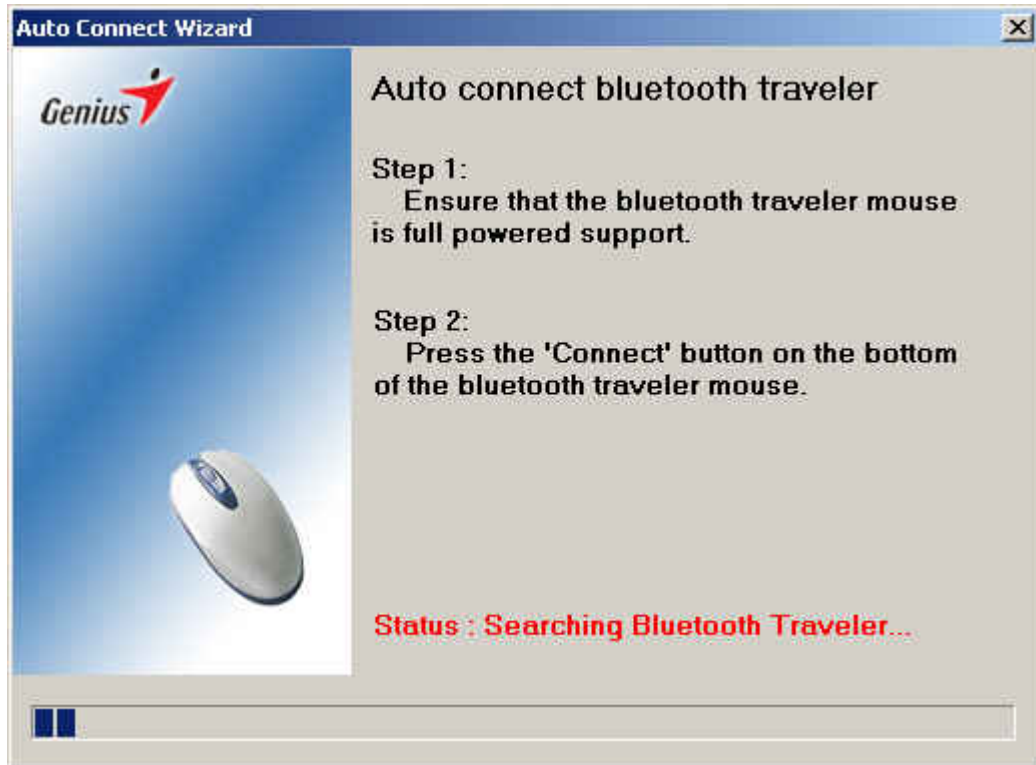 Auto Connect Wizard
Genius
Auto connect bluetooth traveler
Step 1:
Ensure that the bluetooth traveler mouse
is full powered support.
Step 2:
Press the 'Connect' button on the bottom
of the bluetooth traveler mouse.
Status : Searching Bluetooth Traveler...